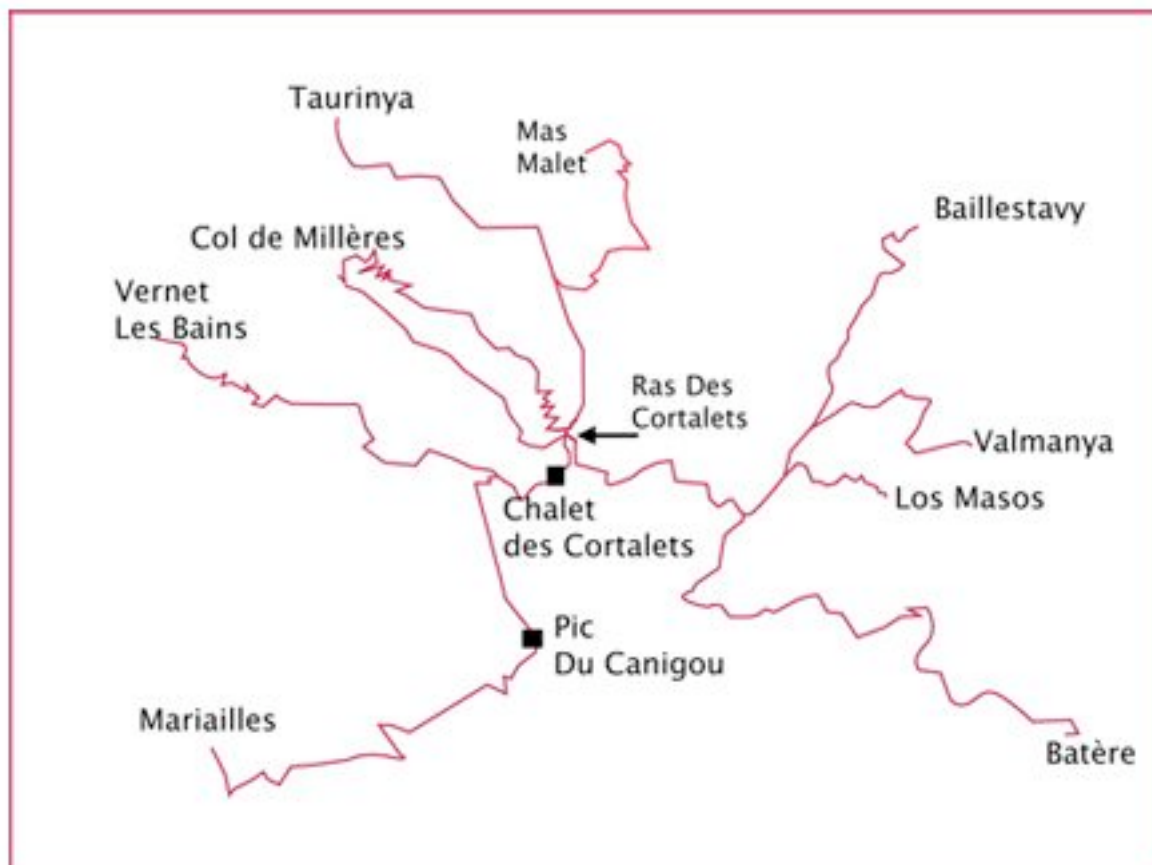 Taurinya
Mas
Malet
Baillestavy
Col de Millères
Vernet
Les Bains
Ras Des
Cortalets
Valmanya
Los Masos
Chalet
des Cortalets
Pic
Du Canigou
Mariailles
Batère